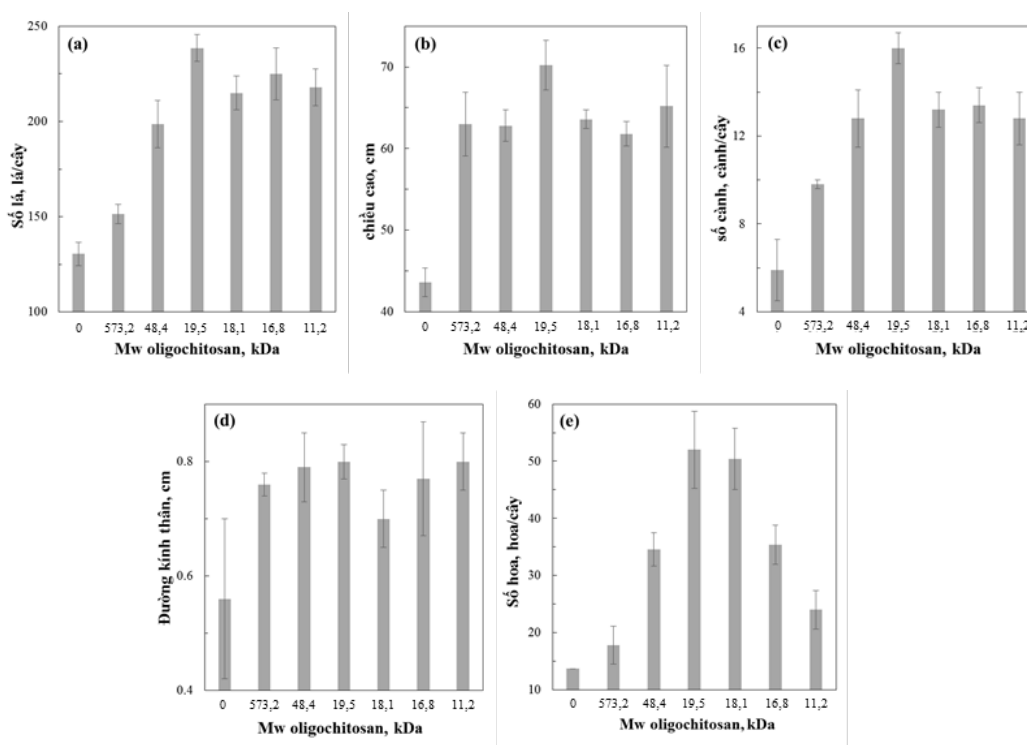 (a)
Số lá, lá/cây
250
200
150
100
0 573,2 48,4 19,5 18,1 16,8 11,2
Mw oligochitosan, kDa
(b)
chiều cao, cm
70
60
50
40
0 573,2 48,4 19,5 18,1 16,8 11,2
Mw oligochitosan, kDa
(c)
số cành, cành/cây
16
12
8
4
0 573,2 48,4 19,5 18,1 16,8 11,2
Mw oligochitosan, kDa
(d)
Đường kính thân, cm
0.8
0.6
0.4
0 573,2 48,4 19,5 18,1 16,8 11,2
Mw oligochitosan, kDa
(e)
Số hoa, hoa/cây
60
50
40
30
20
10
0 573,2 48,4 19,5 18,1 16,8 11,2
Mw oligochitosan, kDa